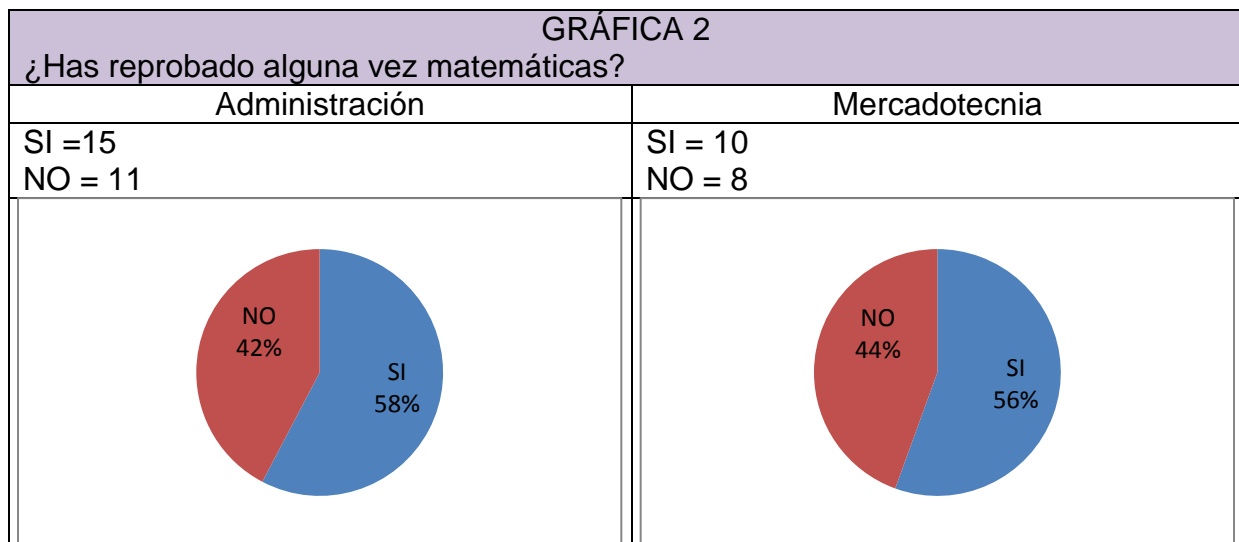 GRÁFICA 2
¿Has reprobado alguna vez matemáticas?
Administración
Mercadotecnia
SI =15
NO = 11
SI = 10
NO = 8
NO
42%
SI
58%
NO
44%
SI
56%